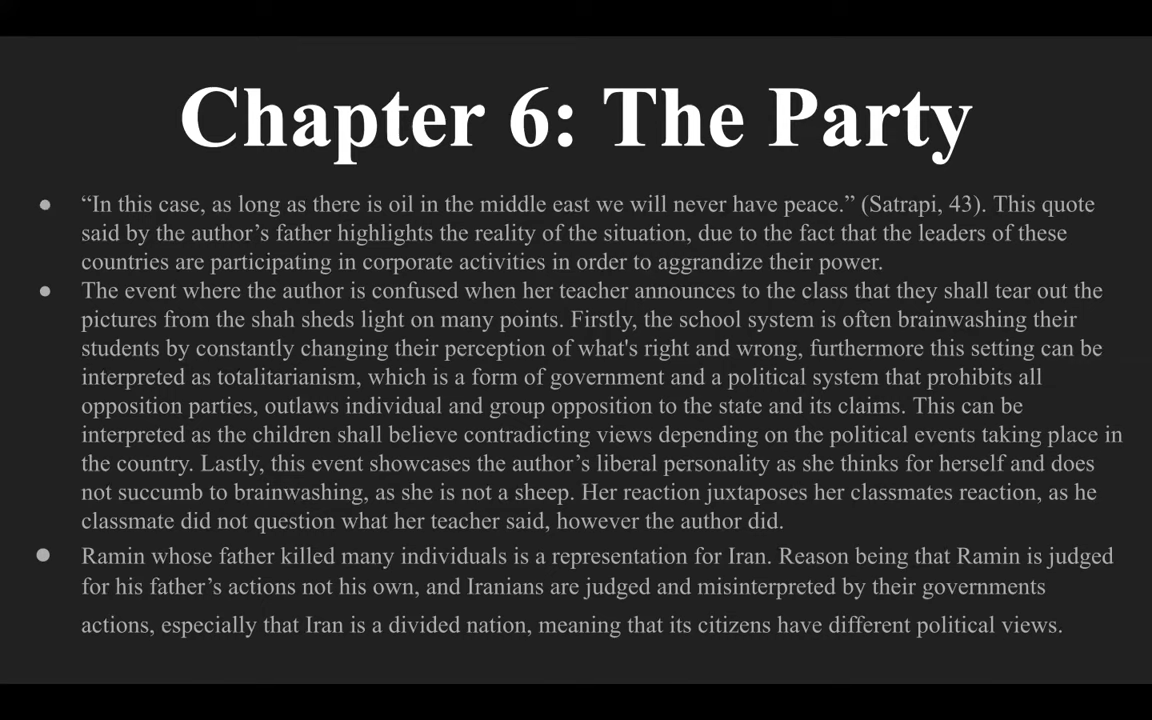 Chapter 6: The Party
● “In this case, as long as there is oil in the middle east we will never have peace.” (Satrapi, 43). This quote
said by the author’s father highlights the reality of the situation, due to the fact that the leaders of these
countries are participating in corporate activities in order to aggrandize their power.
● The event where the author is confused when her teacher announces to the class that they shall tear out the
pictures from the shah sheds light on many points. Firstly, the school system is often brainwashing their
students by constantly changing their perception of what's right and wrong, furthermore this setting can be
interpreted as totalitarianism, which is a form of government and a political system that prohibits all
opposition parties, outlaws individual and group opposition to the state and its claims. This can be
interpreted as the children shall believe contradicting views depending on the political events taking place in
the country. Lastly, this event showcases the author’s liberal personality as she thinks for herself and does
not succumb to brainwashing, as she is not a sheep. Her reaction juxtaposes her classmates reaction, as he
classmate did not question what her teacher said, however the author did.
● Ramin whose father killed many individuals is a representation for Iran. Reason being that Ramin is judged
for his father’s actions not his own, and Iranians are judged and misinterpreted by their governments
actions, especially that Iran is a divided nation, meaning that its citizens have different political views.